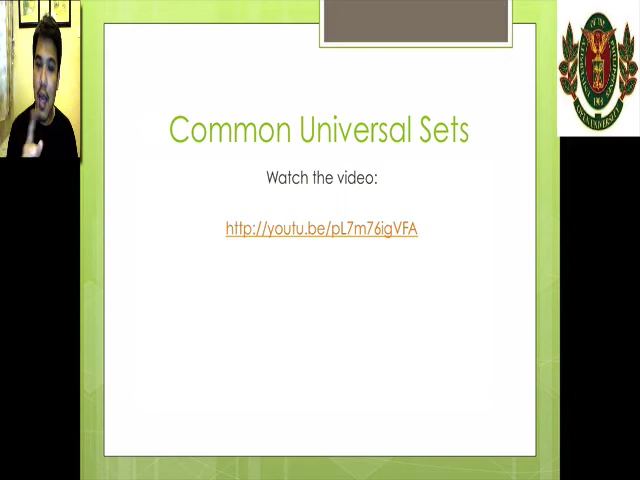 Common Universal Sets
Watch the video:
http://youtu.be/pL7m76igVFA